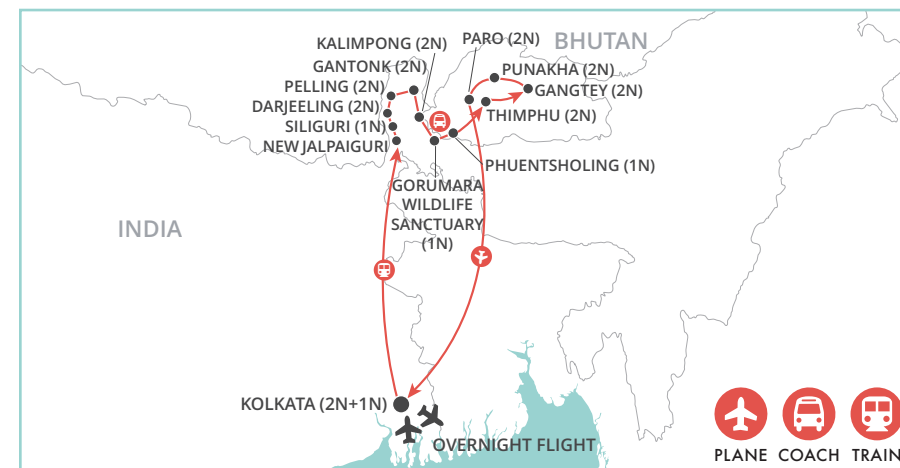 KALIMPONG (2N)
PARO (2N)
BHUTAN
GANTONK (2N)
PUNAKHA (2N)
PELLING (2N)
GANGTEY (2N)
DARJEELING (2N)
THIMPHU (2N)
SILIGURI (1N)
NEW JALPAIGURI
PHUENTSHOLING (1N)
GORUMARA
WILDLIFE
SANCTUARY
(1N)
INDIA
KOLKATA (2N+1N)
OVERNIGHT FLIGHT
PLANE COACH TRAIN